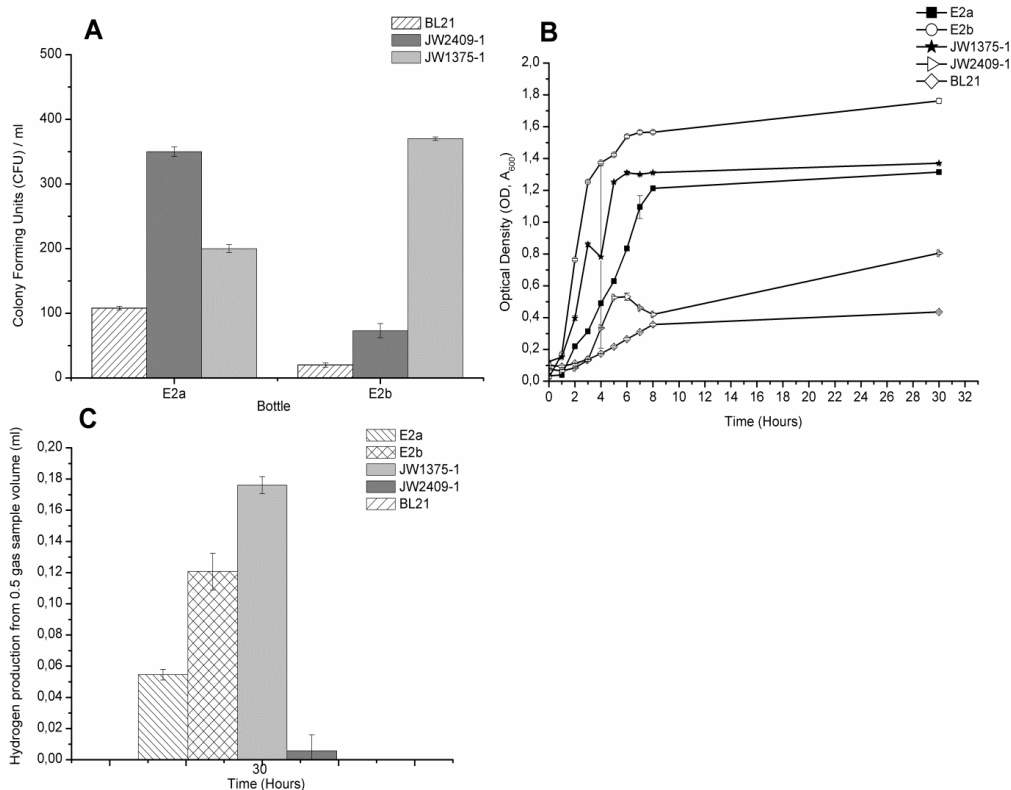 A
BL21
JW2409-1
JW1375-1
500
400
300
200
100
0
Colony Forming Units (CFU) / ml
E2a
E2b
Bottle
B
E2a
E2b
JW1375-1
JW2409-1
BL21
2,0
1,8
1,6
1,4
1,2
1,0
0,8
0,6
0,4
0,2
0,0
Optical Density (OD, A600)
0 2 4 6 8 10 12 14 16 18 20 22 24 26 28 30 32
Time (Hours)
C
E2a
E2b
JW1375-1
JW2409-1
BL21
0,20
0,18
0,16
0,14
0,12
0,10
0,08
0,06
0,04
0,02
0,00
Hydrogen production from 0.5 gas sample volume (ml)
30
Time (Hours)